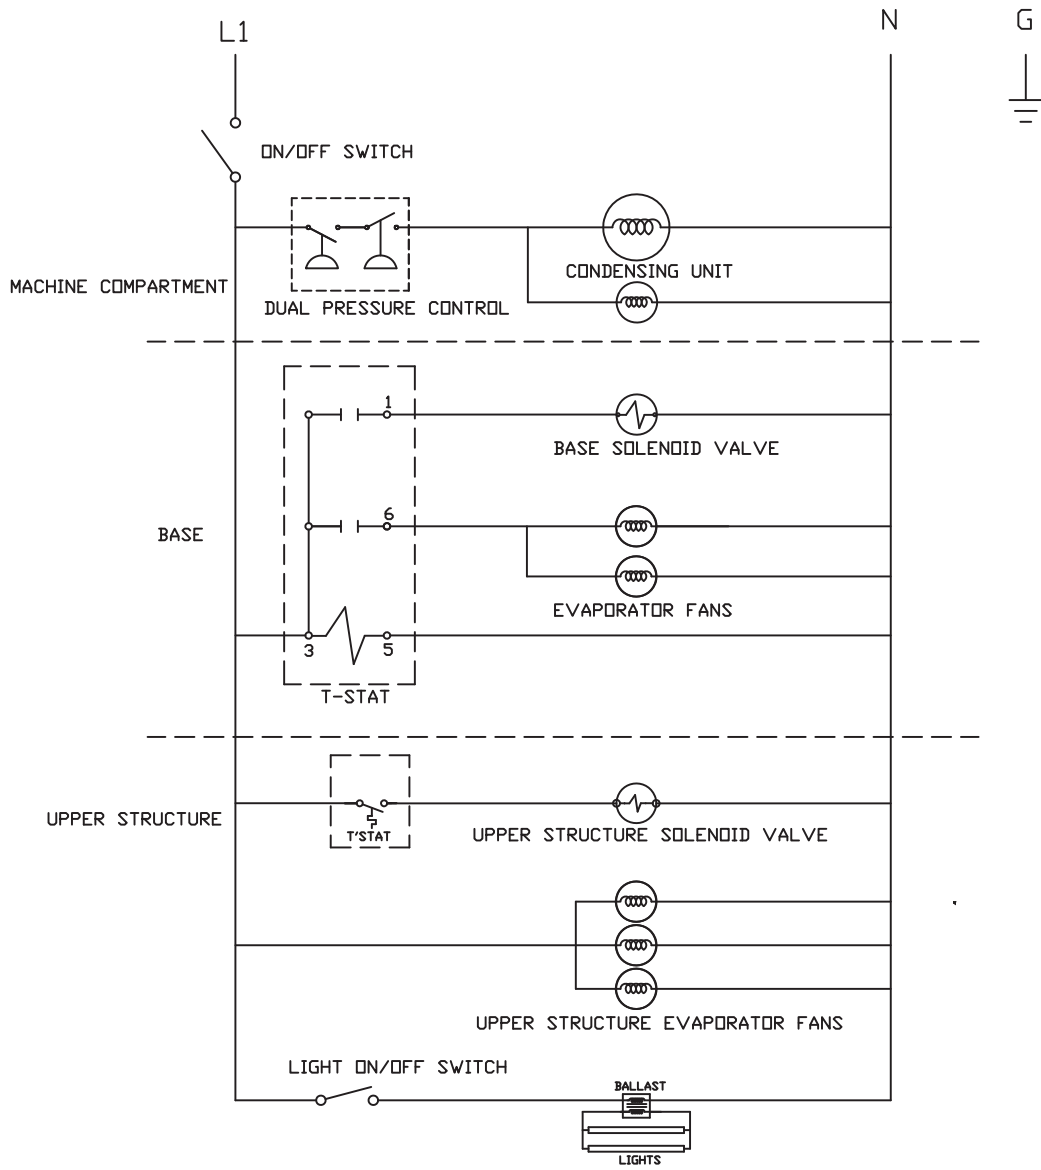 L1
N
G
ON/OFF SWITCH
CONDENSING UNIT
MACHINE COMPARTMENT
DUAL PRESSURE CONTROL
1
BASE SOLENOID VALVE
6
BASE
EVAPORATOR FANS
3
5
T-STAT
UPPER STRUCTURE
T'STAT
UPPER STRUCTURE SOLENOID VALVE
UPPER STRUCTURE EVAPORATOR FANS
LIGHT ON/OFF SWITCH
BALLAST
LIGHTS